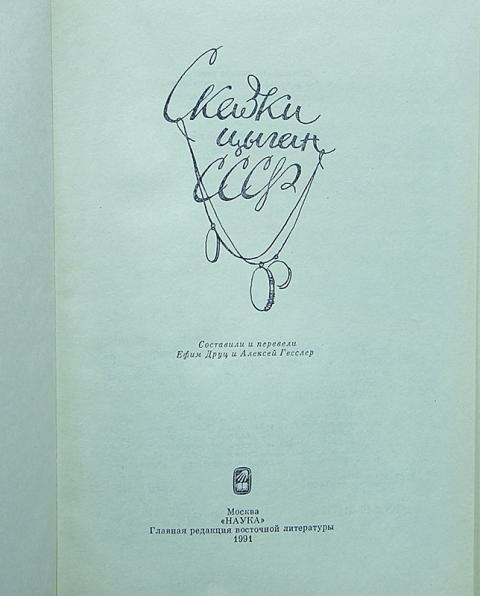 Сказки
цыган
СССР
Составили и перевели
Ефим Друц и Алексей Гесслер
Москва
«НАУКА»
Главная редакция восточной литературы
1991